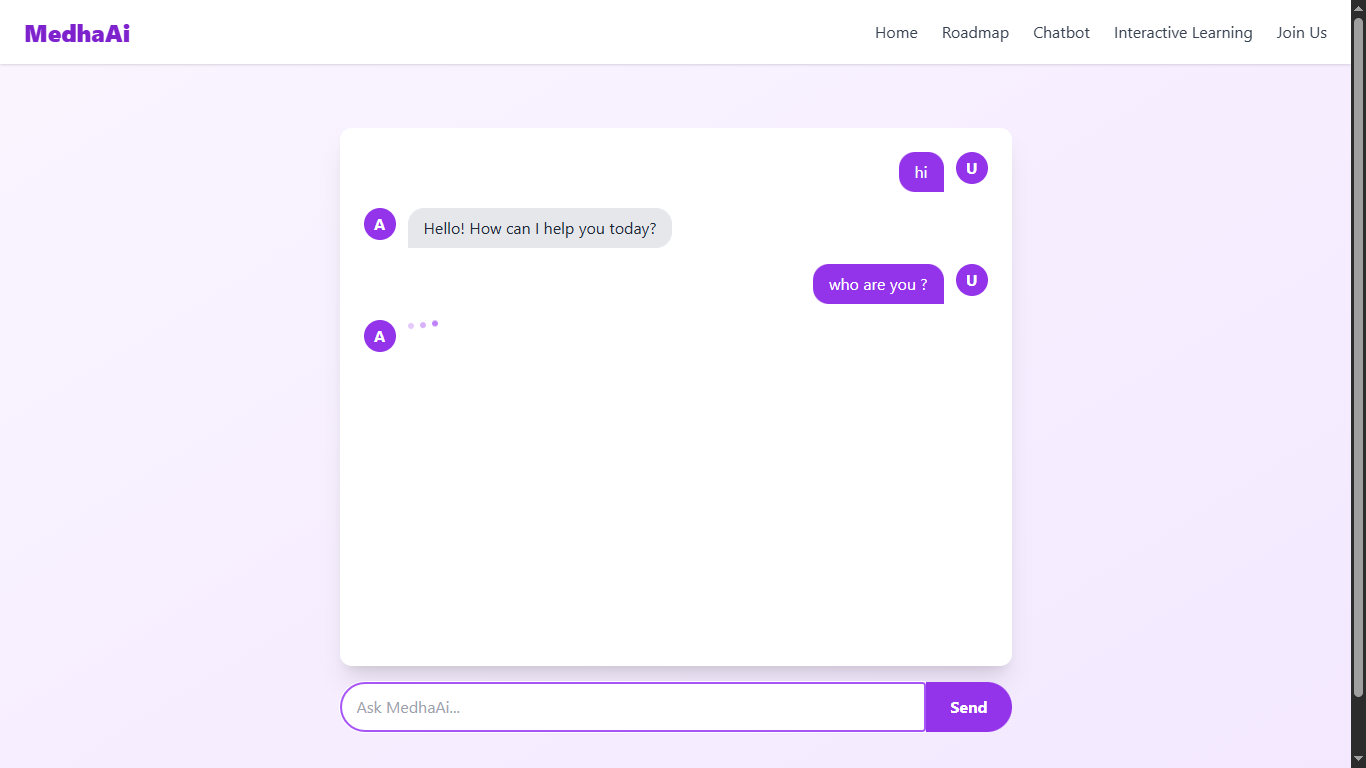 MedhaAi
Home Roadmap Chatbot Interactive Learning Join Us
hi
U
A
Hello! How can I help you today?
who are you ?
U
A
Ask MedhaAi...
Send